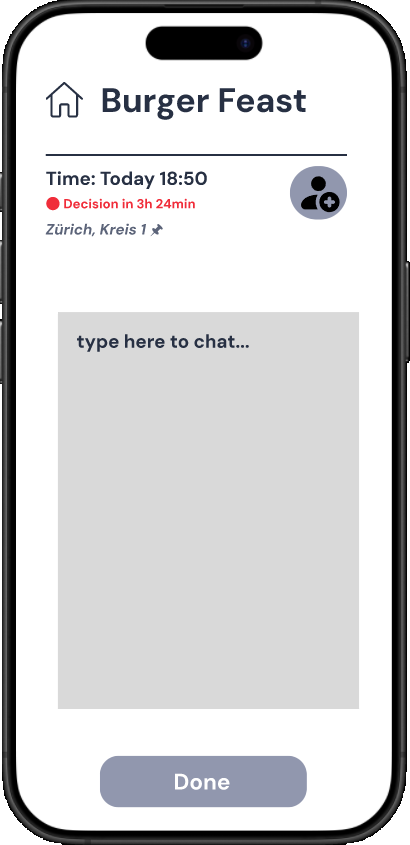 Burger Feast
Time: Today 18:50
Decision in 3h 24min
Zürich, Kreis 1
type here to chat...
Done